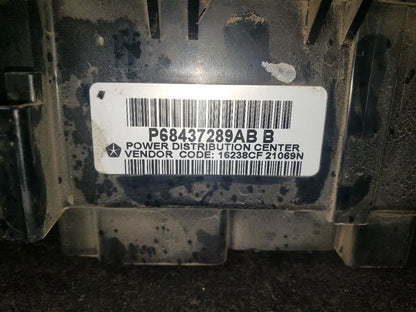 P68437289AB B
POWER DISTRIBUTION CENTER
VENDOR CODE: 16238CF 21069N